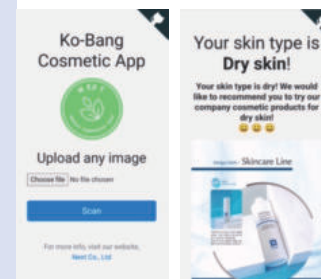 Ko-Bang
Cosmetic App
Upload any image
Choose file No file chosen
Scan
For more info, visit our website,
Next Co., Ltd
Your skin type is
Dry skin!
Your skin type is dry! We would
like to recommend you to try our
company cosmetic products for
dry skin!
Skincare Line